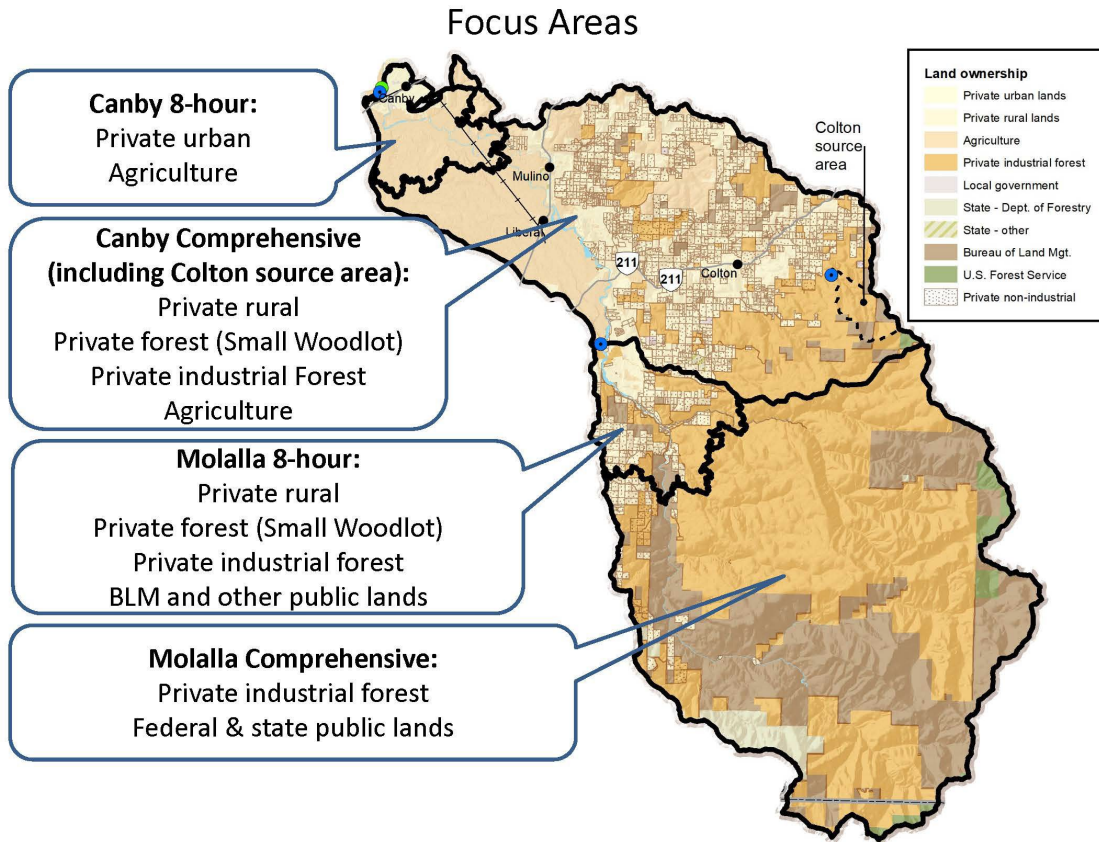 Focus Areas
Canby 8-hour:
Private urban
Agriculture
Canby Comprehensive
(including Colton source area):
Private rural
Private forest (Small Woodlot)
Private industrial Forest
Agriculture
Molalla 8-hour:
Private rural
Private forest (Small Woodlot)
Private industrial forest
BLM and other public lands
Molalla Comprehensive:
Private industrial forest
Federal & state public lands
Canby
Mulino
Liberal
211
211
Colton
Colton
source
area
Land ownership
Private urban lands
Private rural lands
Agriculture
Private industrial forest
Local government
State - Dept. of Forestry
State - other
Bureau of Land Mgt.
U.S. Forest Service
Private non-industrial